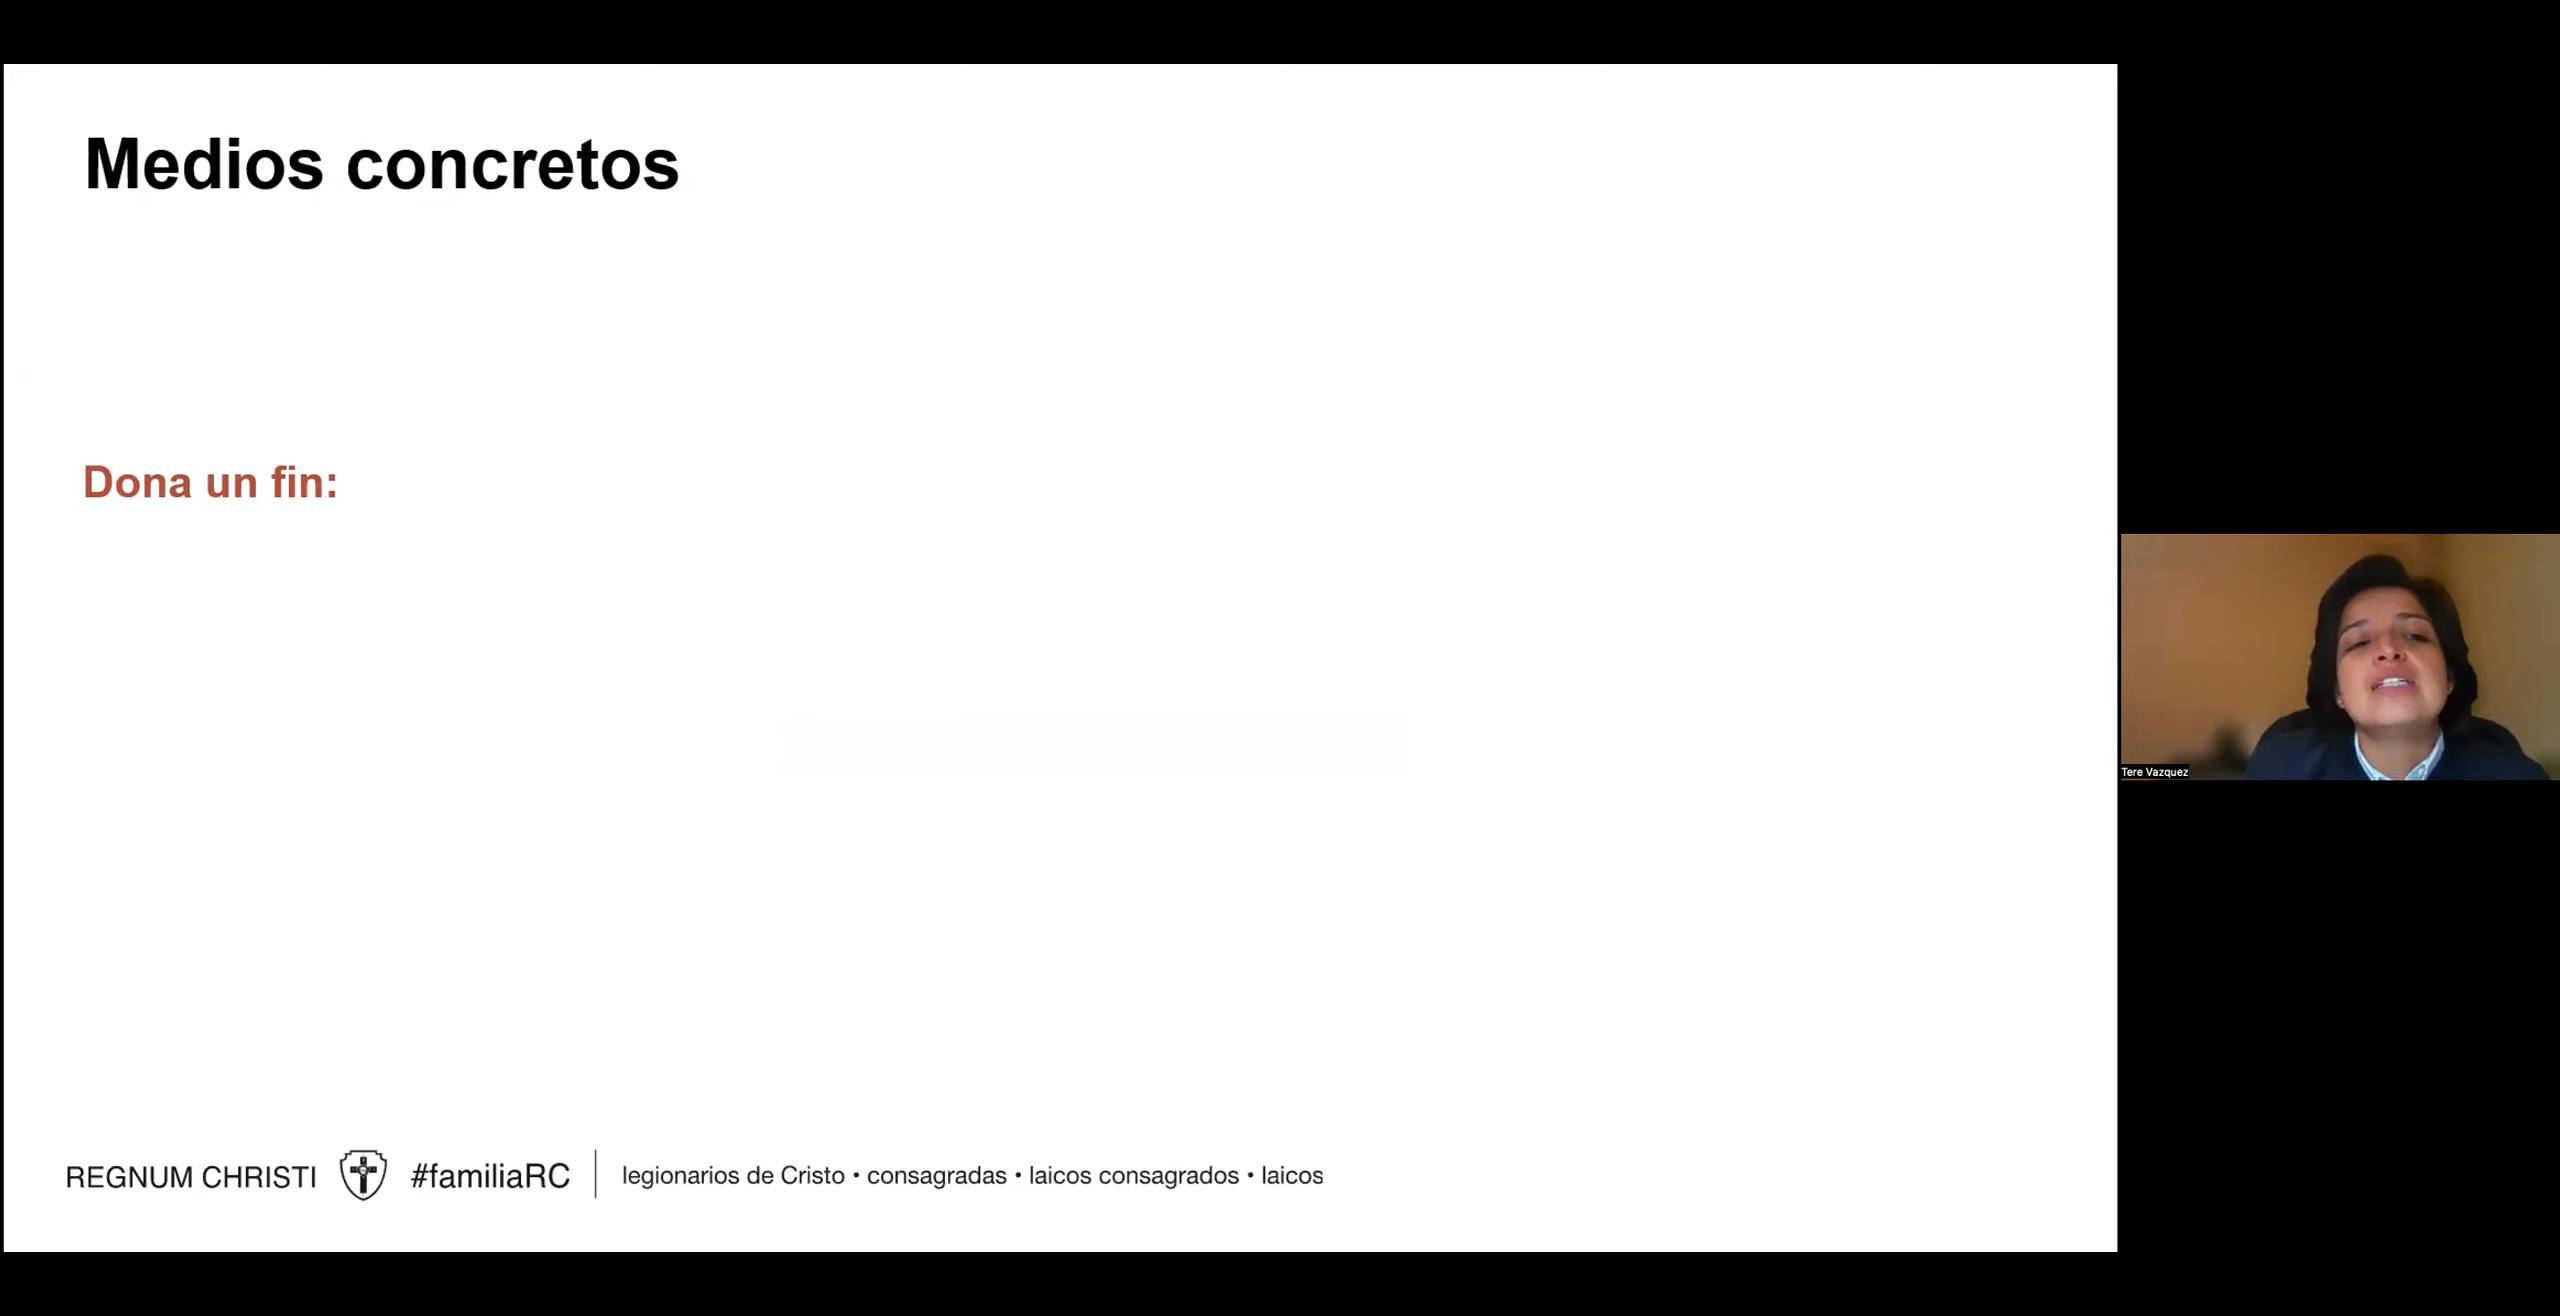 Medios concretos
Dona un fin:
Tere Vazquez
REGNUM CHRISTI #familiaRC legionarios de Cristo • consagradas • laicos consagrados • laicos